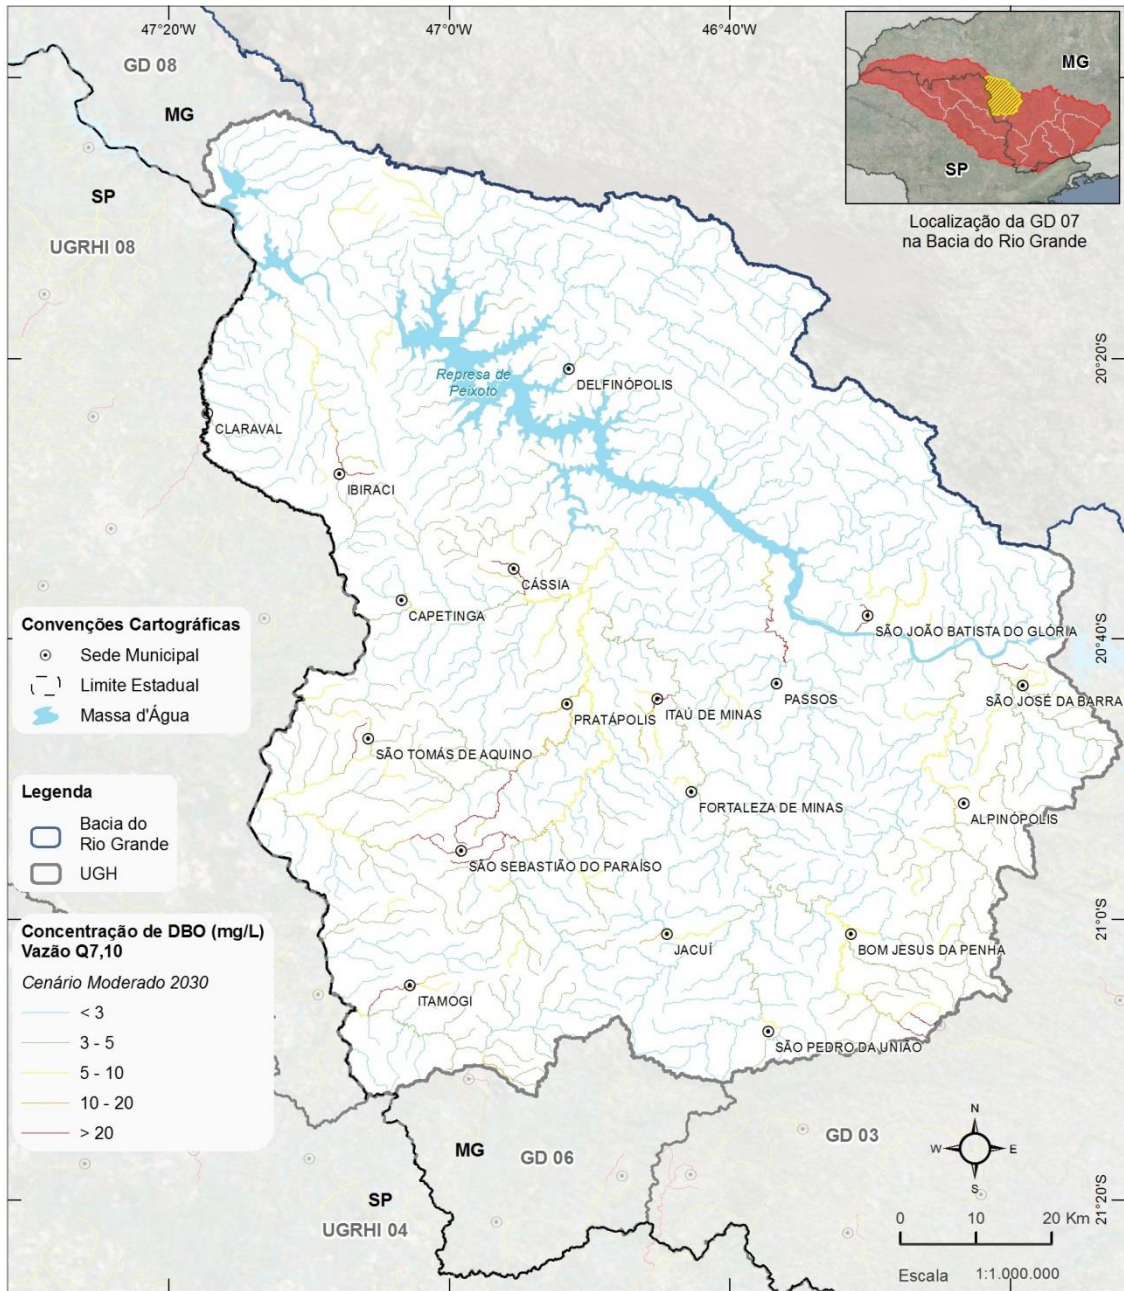 47°20'W
47°0'W
46°40'W
GD 08
MG
SP
UGRHI 08
MG
SP
Localização da GD 07
na Bacia do Rio Grande
20°20'S
Represa de
Peixoto
DELFINÓPOLIS
CLARAVAL
IBIRACI
CÁSSIA
CAPETINGA
SÃO JOÃO BATISTA DO GLÓRIA
20°40'S
Convenções Cartográficas
Sede Municipal
Limite Estadual
Massa d'Água
PASSOS
SÃO JOSÉ DA BARRA
PRATÁPOLIS
ITAÚ DE MINAS
SÃO TOMÁS DE AQUINO
FORTALEZA DE MINAS
ALPINÓPOLIS
Legenda
Bacia do
Rio Grande
UGH
SÃO SEBASTIÃO DO PARAÍSO
21°0'S
JACUÍ
BOM JESUS DA PENHA
Concentração de DBO (mg/L)
Vazão Q7,10
Cenário Moderado 2030
< 3
3 - 5
5 - 10
10 - 20
> 20
ITAMOGI
SÃO PEDRO DA UNIÃO
MG
GD 06
GD 03
SP
UGRHI 04
N
W
E
S
21°20'S
0 10 20 Km
Escala 1:1.000.000